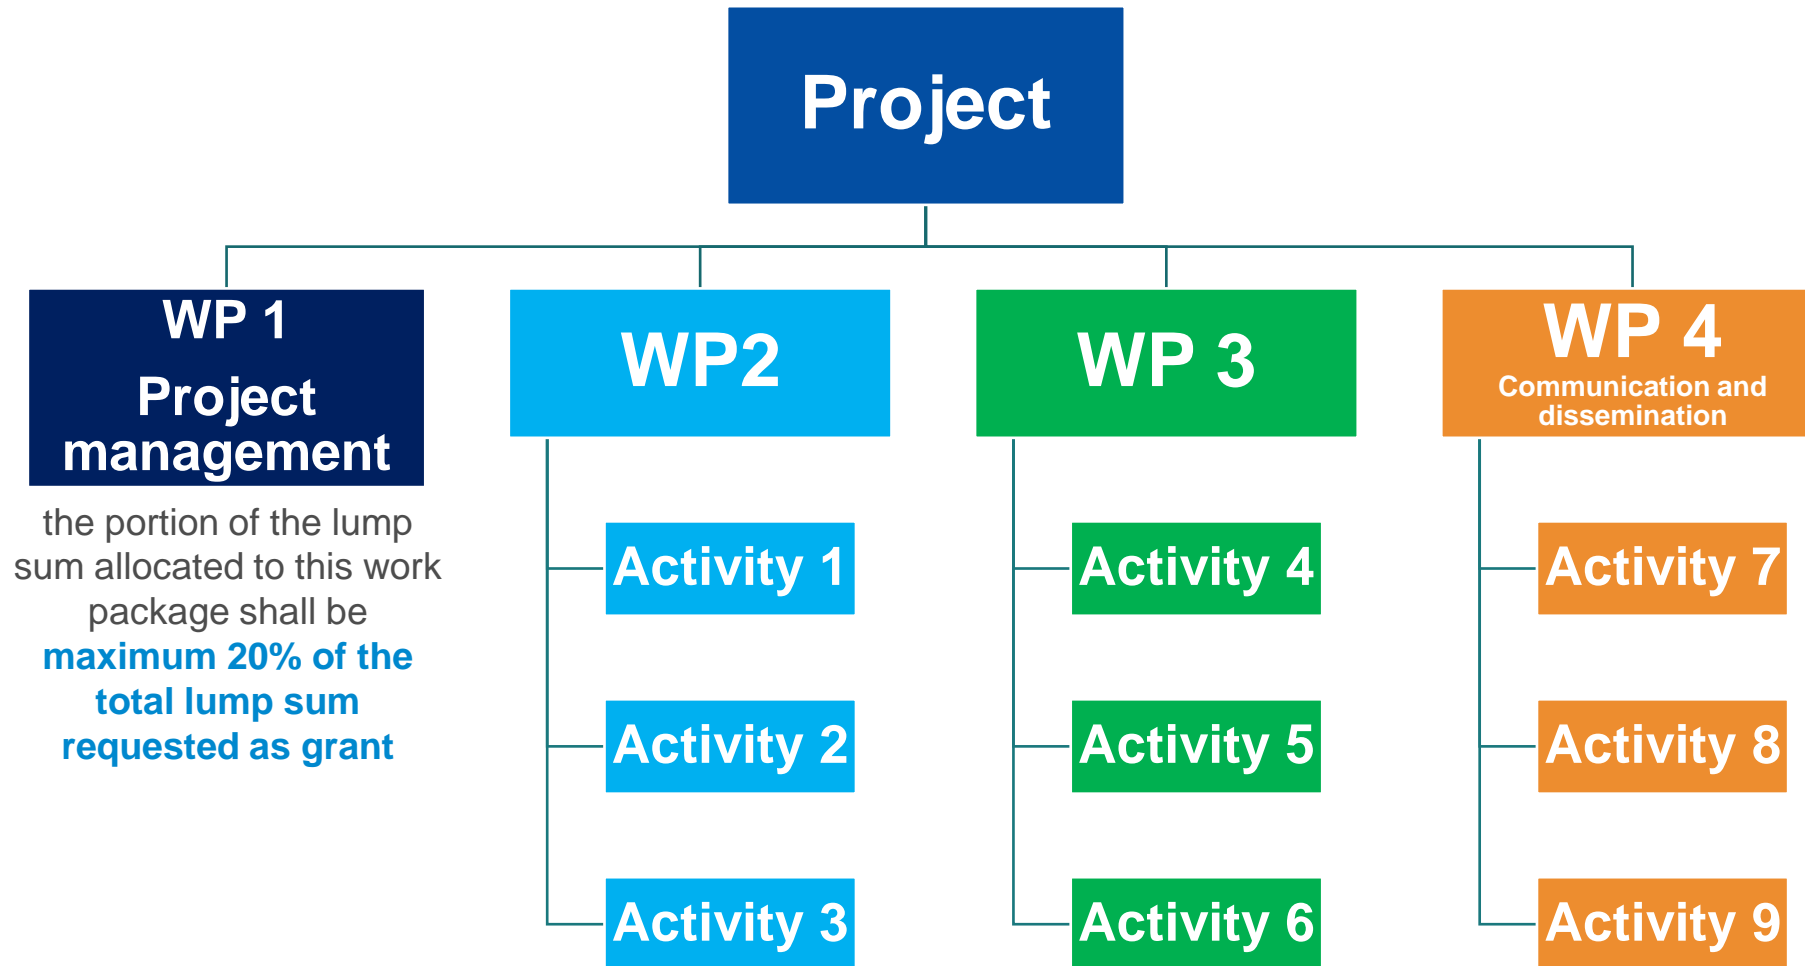 Project
WP 1
Project
management
the portion of the lump
sum allocated to this work
package shall be
maximum 20% of the
total lump sum
requested as grant
WP2
Activity 1
Activity 2
Activity 3
WP 3
Activity 4
Activity 5
Activity 6
WP 4
Communication and
dissemination
Activity 7
Activity 8
Activity 9